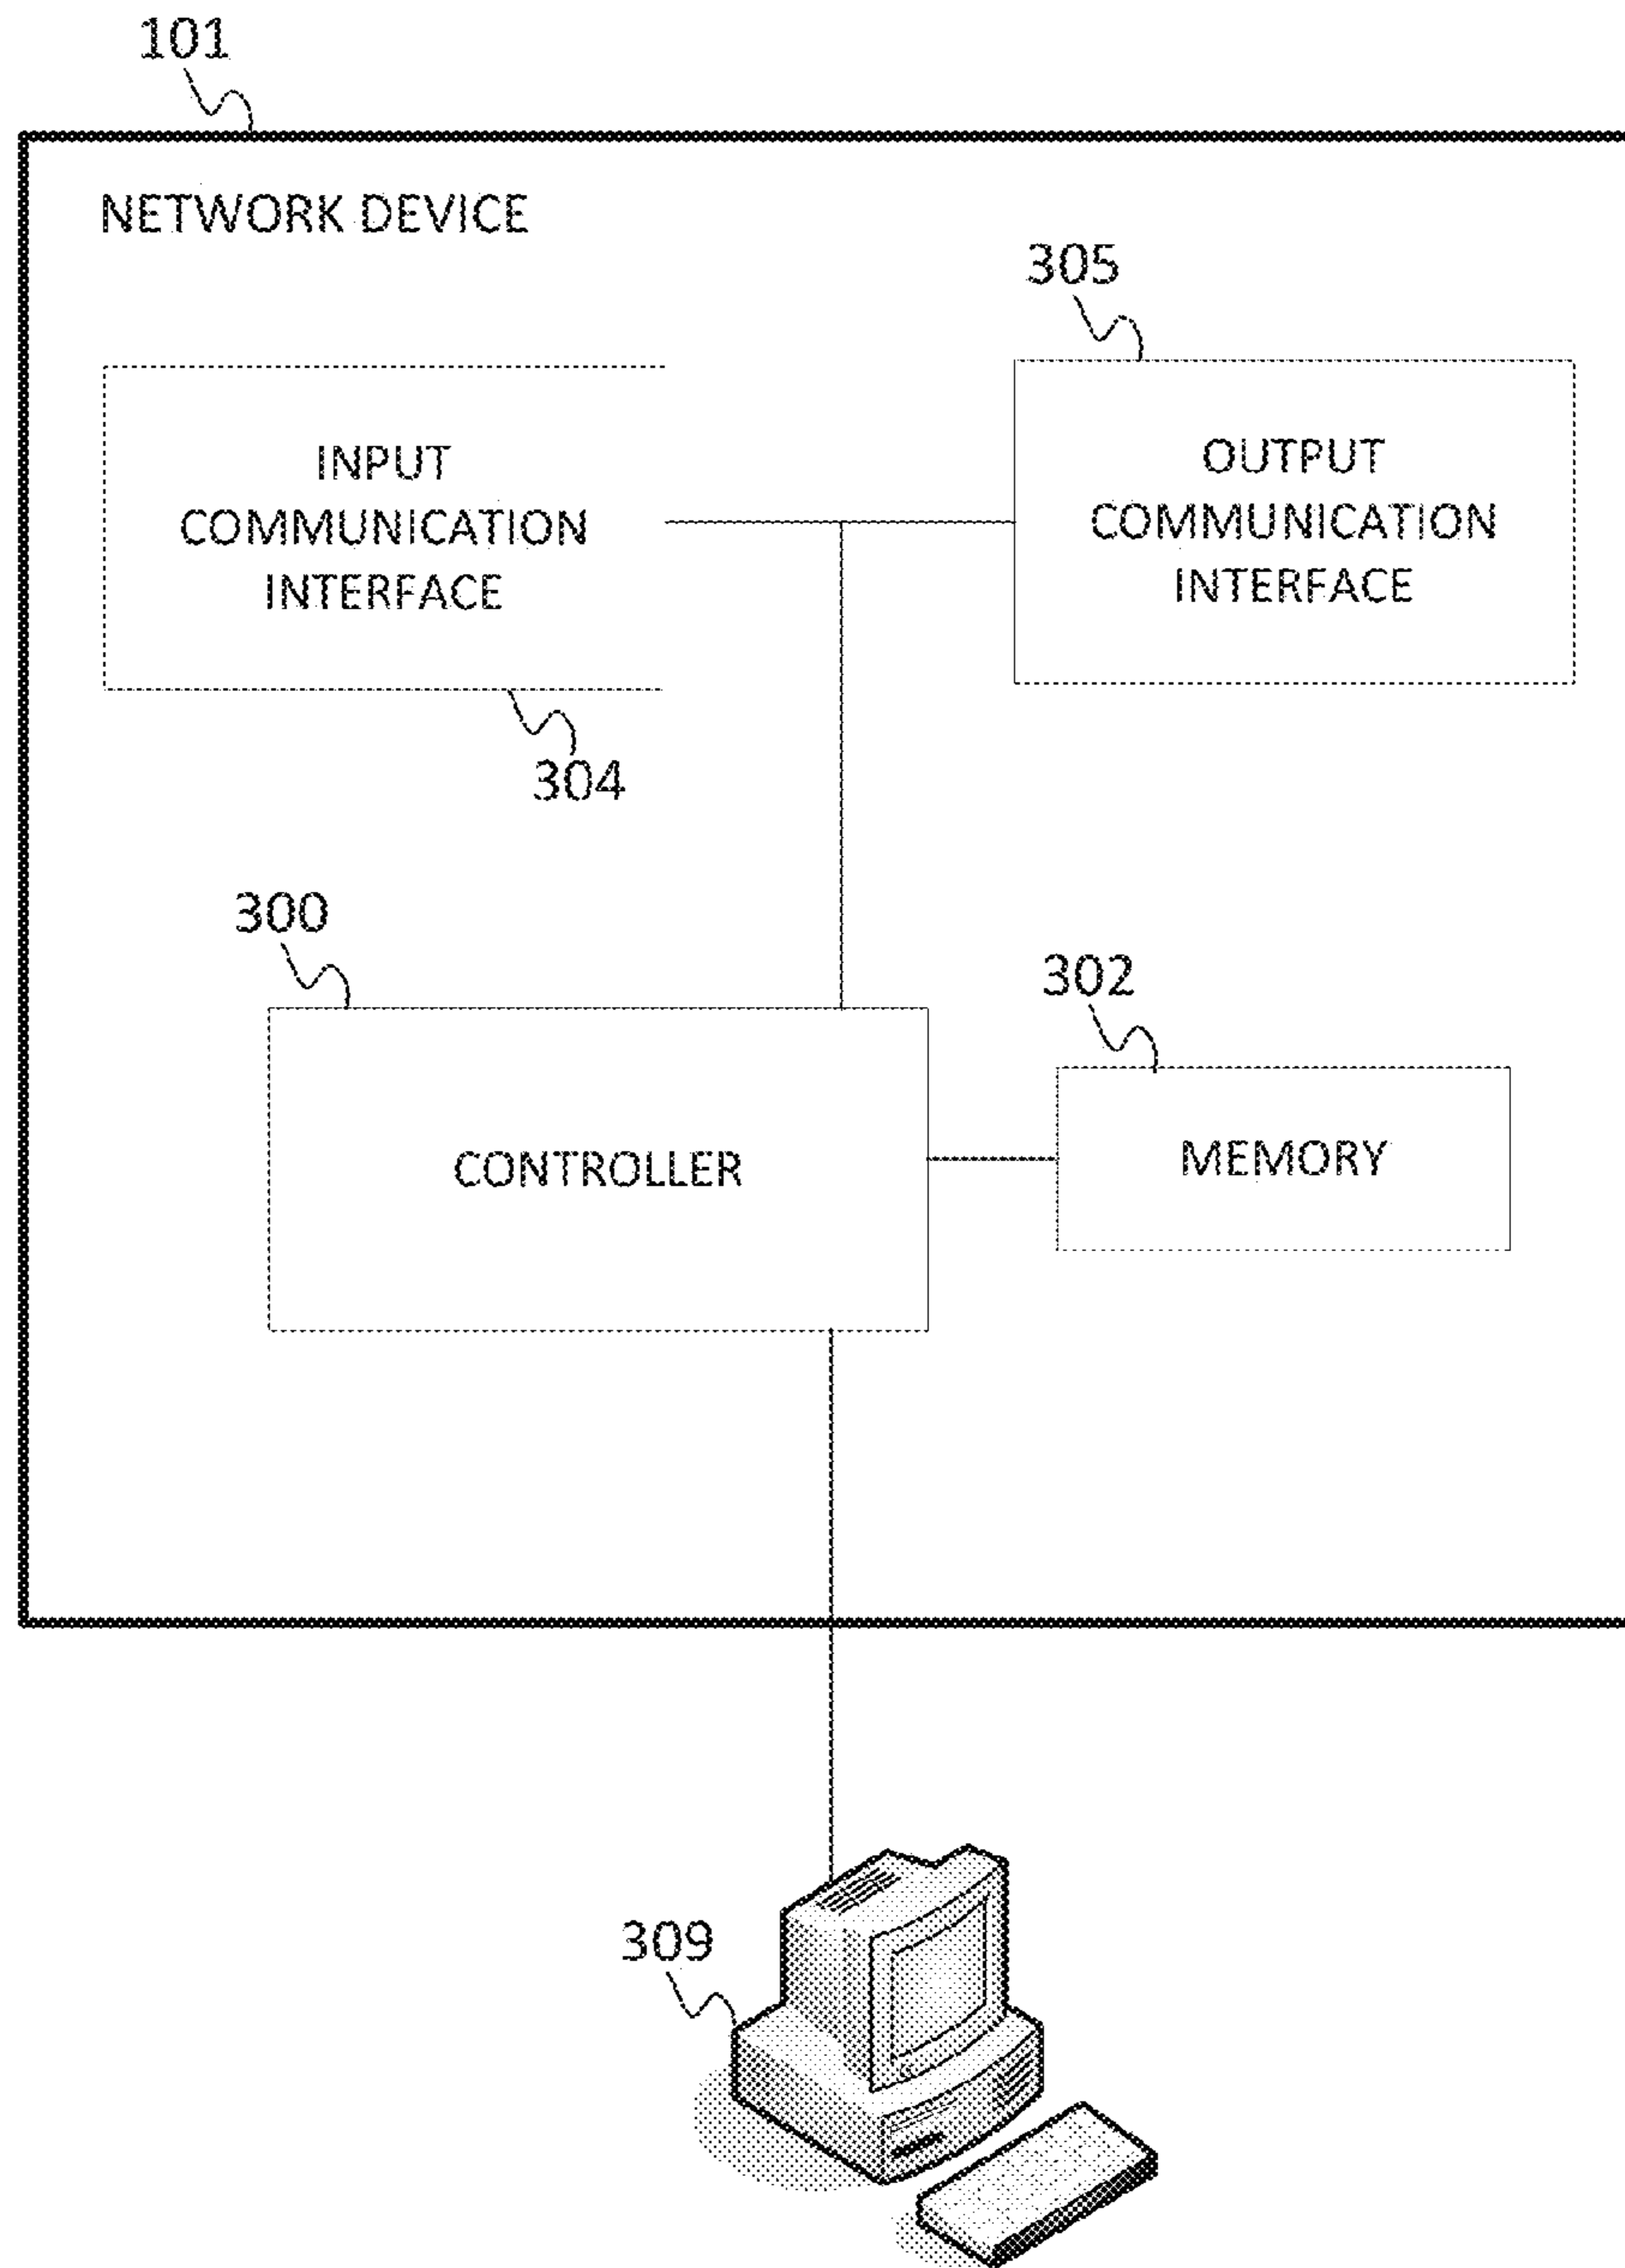 101
NETWORK DEVICE
305
INPUT
COMMUNICATION
INTERFACE
OUTPUT
COMMUNICATION
INTERFACE
304
300
302
CONTROLLER
MEMORY
309